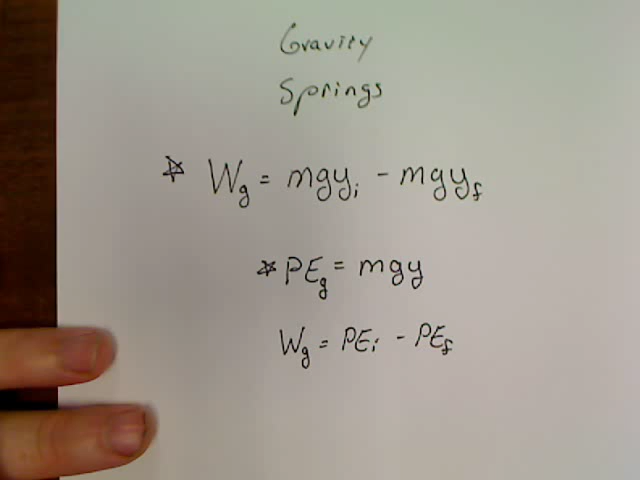 Gravity
Springs
☆ W_g = mgy_i - mgy_f
☆ PE_g = mgy
W_g = PE_i - PE_f